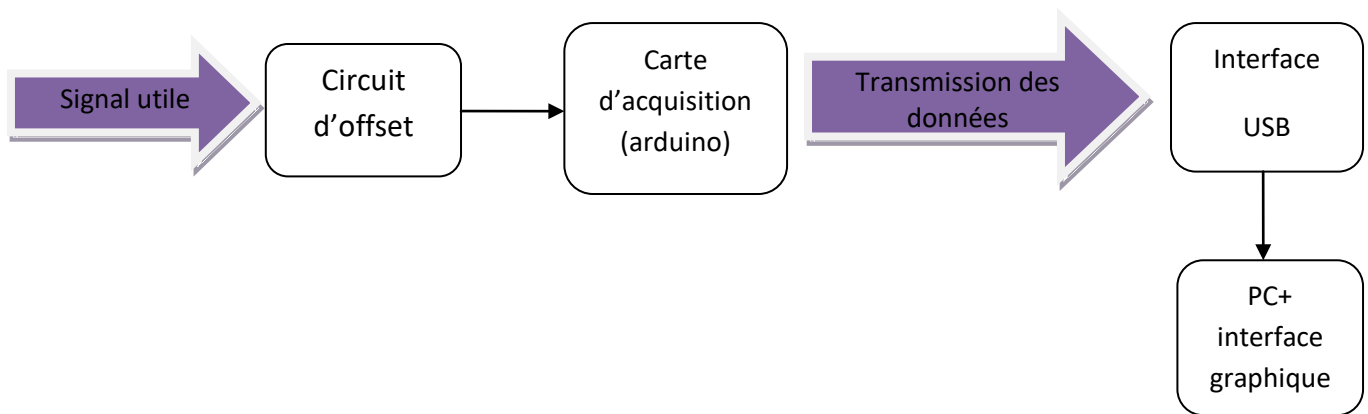 Signal utile
Circuit
d’offset
Carte
d’acquisition
(arduino)
Transmission des
données
Interface
USB
PC+
interface
graphique